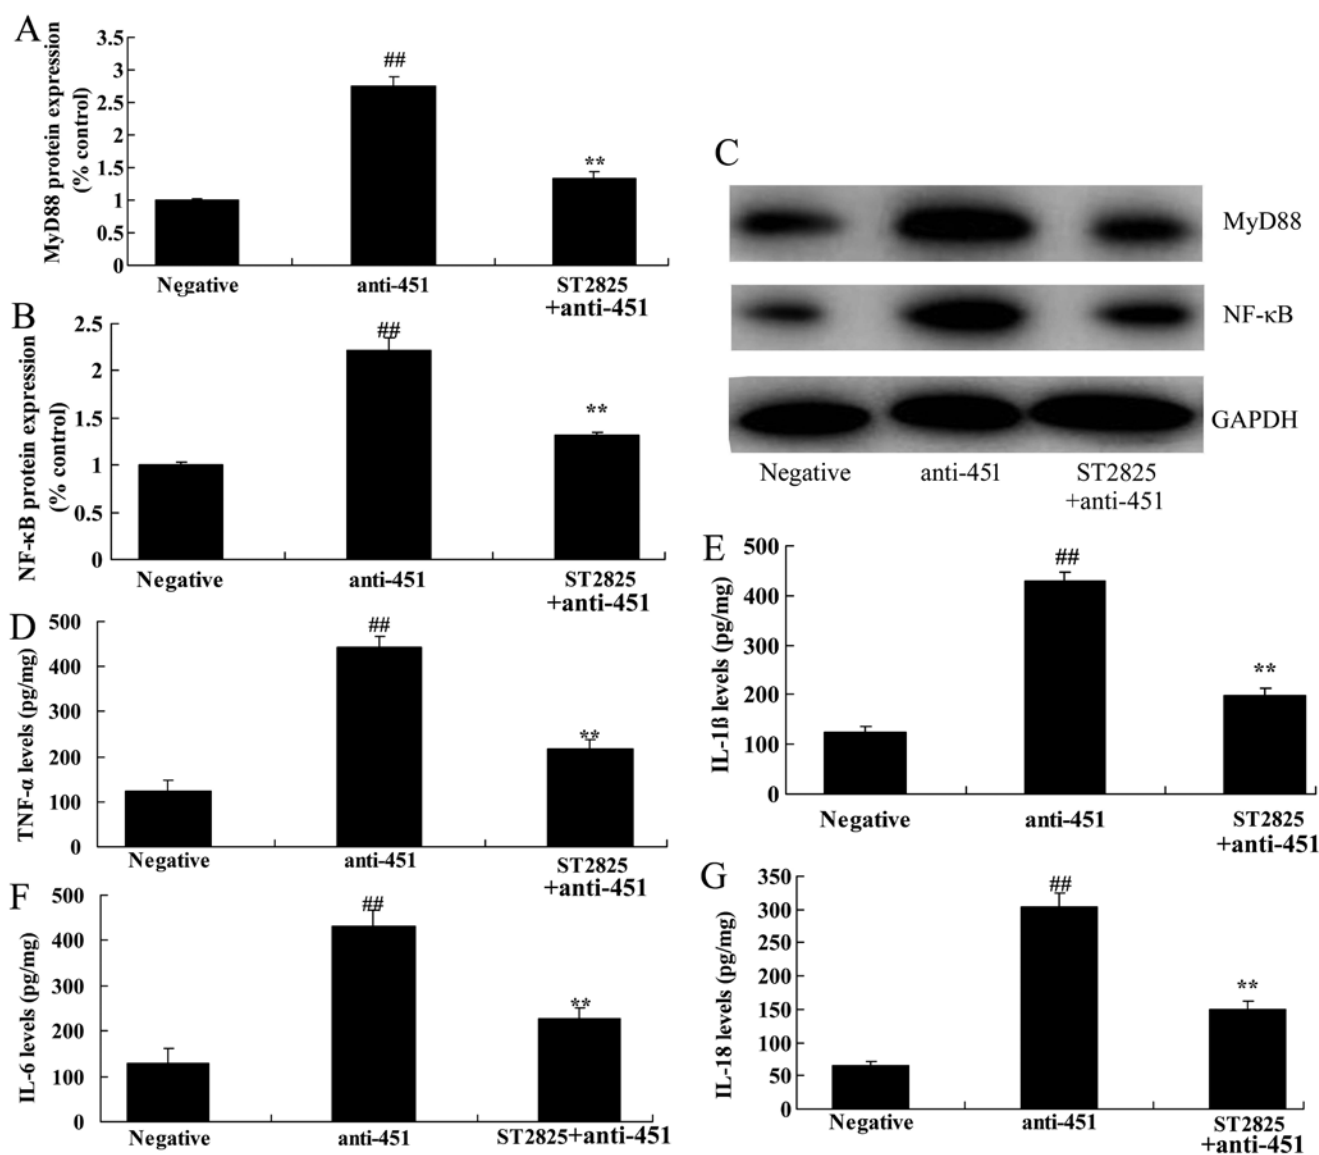 A
MyD88 protein expression
(% control)
3.5
3
2.5
2
1.5
1
0.5
0
##
**
Negative
anti-451
ST2825
+anti-451
B
NF-κB protein expression
(% control)
2.5
2
1.5
1
0.5
0
##
**
Negative
anti-451
ST2825
+anti-451
C
MyD88
NF-κB
GAPDH
Negative
anti-451
ST2825
+anti-451
D
TNF-α levels (pg/mg)
500
400
300
200
100
0
##
**
Negative
anti-451
ST2825
+anti-451
E
IL-1ß levels (pg/mg)
500
400
300
200
100
0
##
**
Negative
anti-451
ST2825
+anti-451
F
IL-6 levels (pg/mg)
500
400
300
200
100
0
##
**
Negative
anti-451
ST2825+anti-451
G
IL-18 levels (pg/mg)
350
300
250
200
150
100
50
0
##
**
Negative
anti-451
ST2825
+anti-451